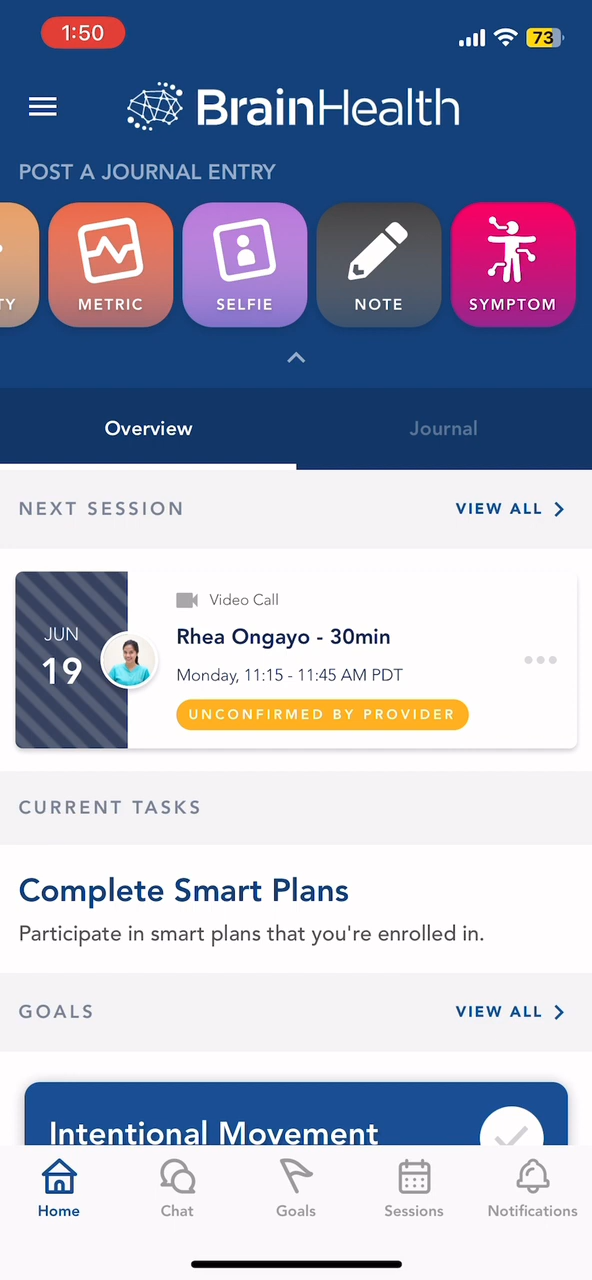 1:50
73
BrainHealth
POST A JOURNAL ENTRY
TY
METRIC
SELFIE
NOTE
SYMPTOM
Overview
Journal
NEXT SESSION
VIEW ALL
JUN
19
Video Call
Rhea Ongayo - 30min
Monday, 11:15 - 11:45 AM PDT
UNCONFIRMED BY PROVIDER
CURRENT TASKS
Complete Smart Plans
Participate in smart plans that you're enrolled in.
GOALS
VIEW ALL
Intentional Movement
Home
Chat
Goals
Sessions
Notifications